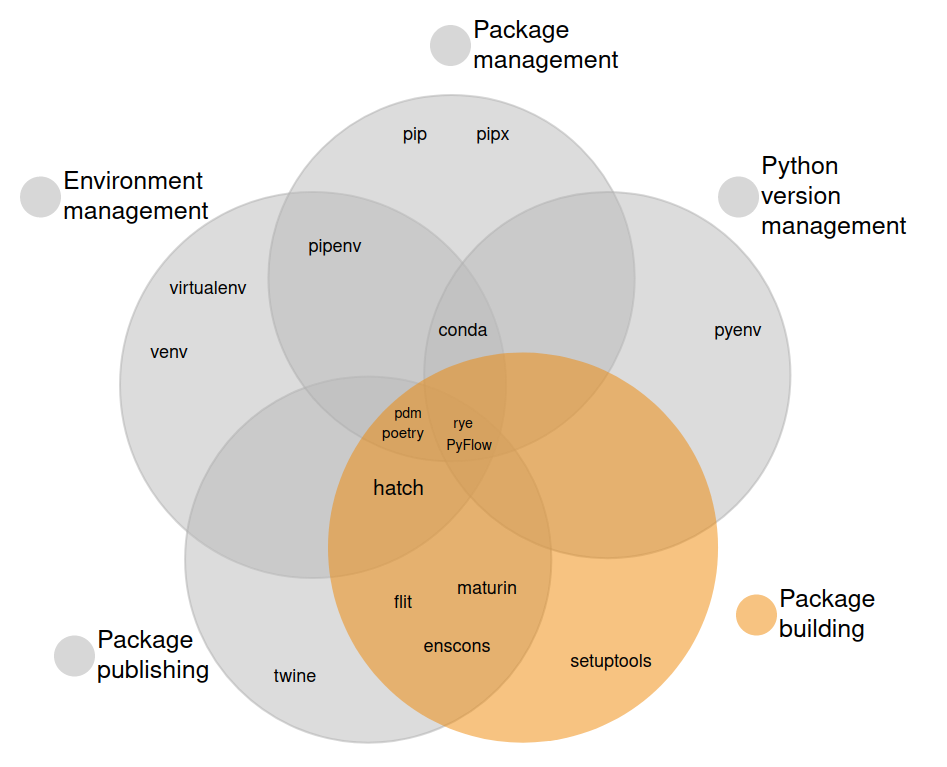 Package
management
pip
pipx
Python
version
management
Environment
management
pipenv
virtualenv
conda
pyenv
venv
pdm
poetry
rye
PyFlow
hatch
flit
maturin
enscons
Package
building
Package
publishing
twine
setuptools